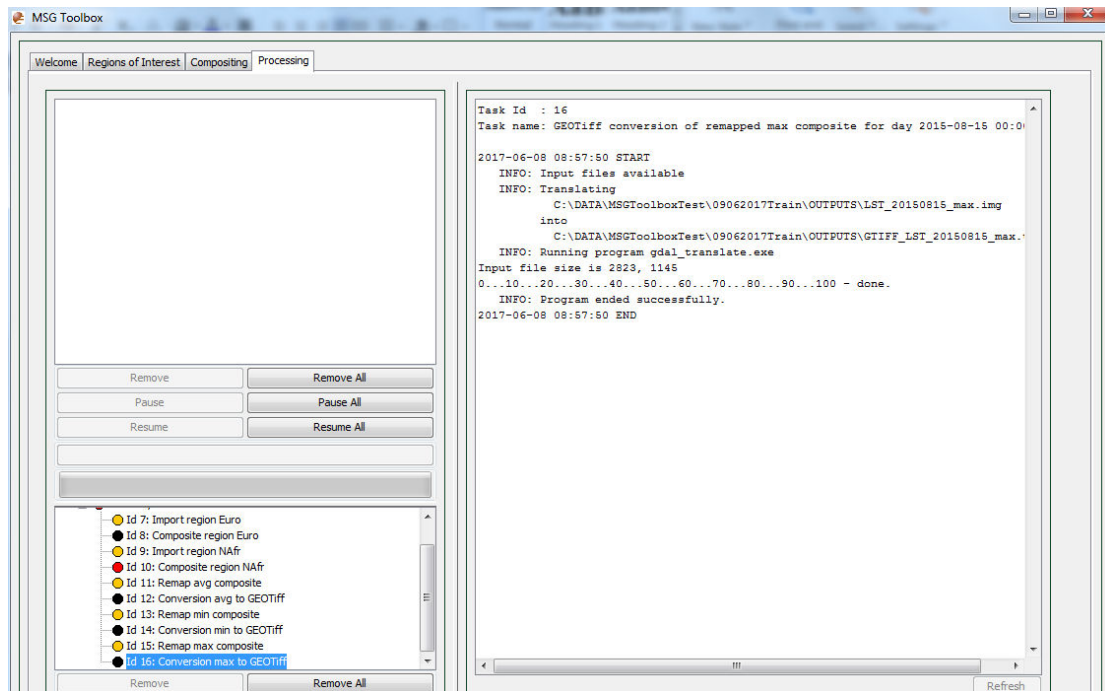 MSG Toolbox
Welcome Regions of Interest Compositing Processing
Remove Remove All
Pause Pause All
Resume Resume All
Id 7: Import region Euro
Id 8: Composite region Euro
Id 9: Import region NAfr
Id 10: Composite region NAfr
Id 11: Remap avg composite
Id 12: Conversion avg to GEOTiff
Id 13: Remap min composite
Id 14: Conversion min to GEOTiff
Id 15: Remap max composite
Id 16: Conversion max to GEOTiff
Remove Remove All
Task Id : 16
Task name: GEOTiff conversion of remapped max composite for day 2015-08-15 00:0
2017-06-08 08:57:50 START
INFO: Input files available
INFO: Translating
C:\DATA\MSGToolboxTest\09062017Train\OUTPUTS\LST_20150815_max.img
into
C:\DATA\MSGToolboxTest\09062017Train\OUTPUTS\GTIFF_LST_20150815_max.
INFO: Running program gdal_translate.exe
Input file size is 2823, 1145
0...10...20...30...40...50...60...70...80...90...100 - done.
INFO: Program ended successfully.
2017-06-08 08:57:50 END
Refresh